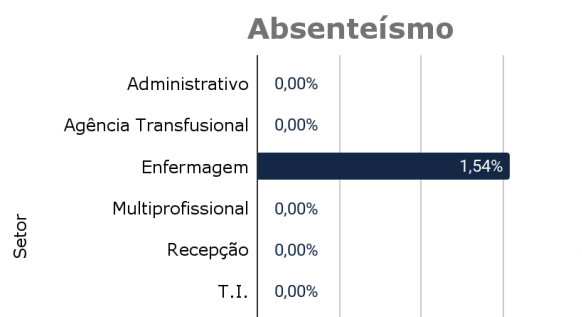 Absenteísmo
Setor
Administrativo 0,00%
Agência Transfusional 0,00%
Enfermagem 1,54%
Multiprofissional 0,00%
Recepção 0,00%
T.I. 0,00%